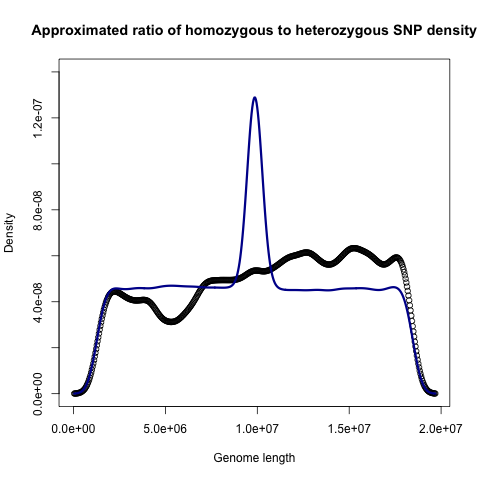 Approximated ratio of homozygous to heterozygous SNP density
Density
0.0e+00
4.0e-08
8.0e-08
1.2e-07
0.0e+00 5.0e+06 1.0e+07 1.5e+07 2.0e+07
Genome length